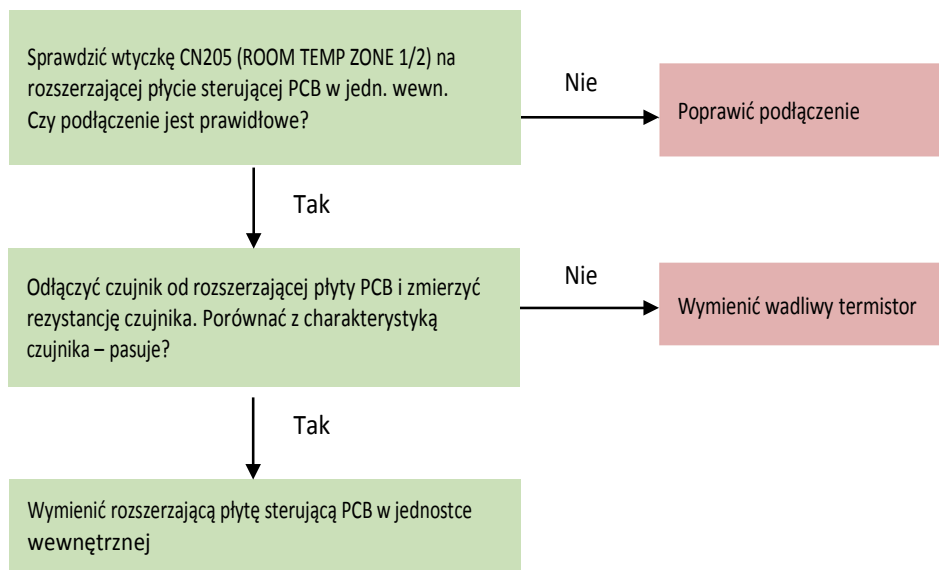 Sprawdzić wtyczkę CN205 (ROOM TEMP ZONE 1/2) na
rozszerzającej płycie sterującej PCB w jedn. wewn.
Czy podłączenie jest prawidłowe?
Nie
Poprawić podłączenie
Tak
Odłączyć czujnik od rozszerzającej płyty PCB i zmierzyć
rezystancję czujnika. Porównać z charakterystyką
czujnika – pasuje?
Nie
Wymienić wadliwy termistor
Tak
Wymienić rozszerzającą płytę sterującą PCB w jednostce
wewnętrznej